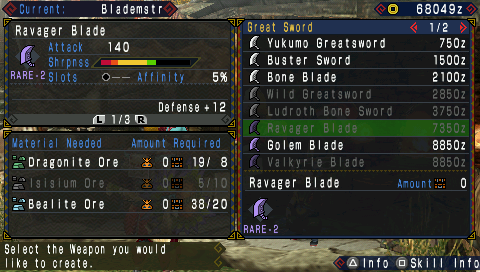 Current: Blademstr
68049z
Ravager Blade
Attack 140
Shrpnss
RARE-2
Slots ●—— Affinity 5%
Defense+12
L 1/3 R
Material Needed Amount Required
Dragonite Ore 0 19/ 8
Isisium Ore 0 5/10
Bealite Ore 0 38/20
Great Sword 1/2
Yukumo Greatsword 750z
Buster Sword 1500z
Bone Blade 2100z
Wild Greatsword 2850z
Ludroth Bone Sword 3750z
Ravager Blade 7350z
Golem Blade 8850z
Valkyrie Blade 8850z
Ravager Blade Amount 0
RARE-2
Select the Weapon you would
like to create.
Info Skill Info